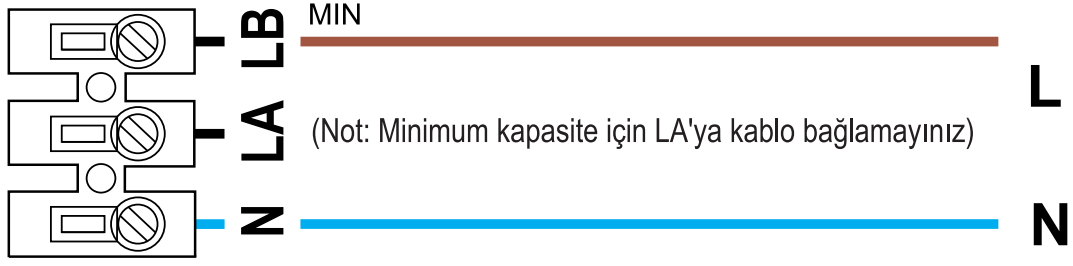 LB MIN
L
LA (Not: Minimum kapasite için LA'ya kablo bağlamayınız)
N N